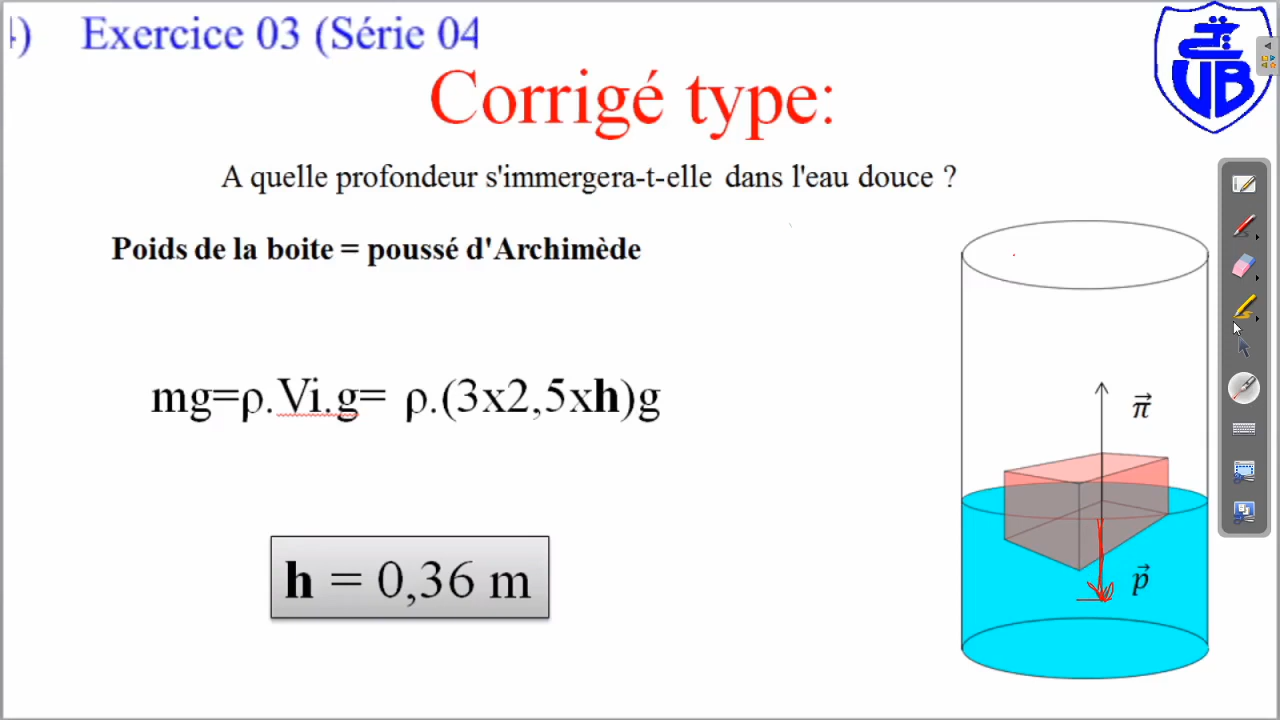 4) Exercice 03 (Série 04
Corrigé type:
A quelle profondeur s'immergera-t-elle dans l'eau douce ?
Poids de la boite = poussé d'Archimède
mg=ρ.Vi.g= ρ.(3x2,5xh)g
h = 0,36 m
π⃗
p⃗
UB